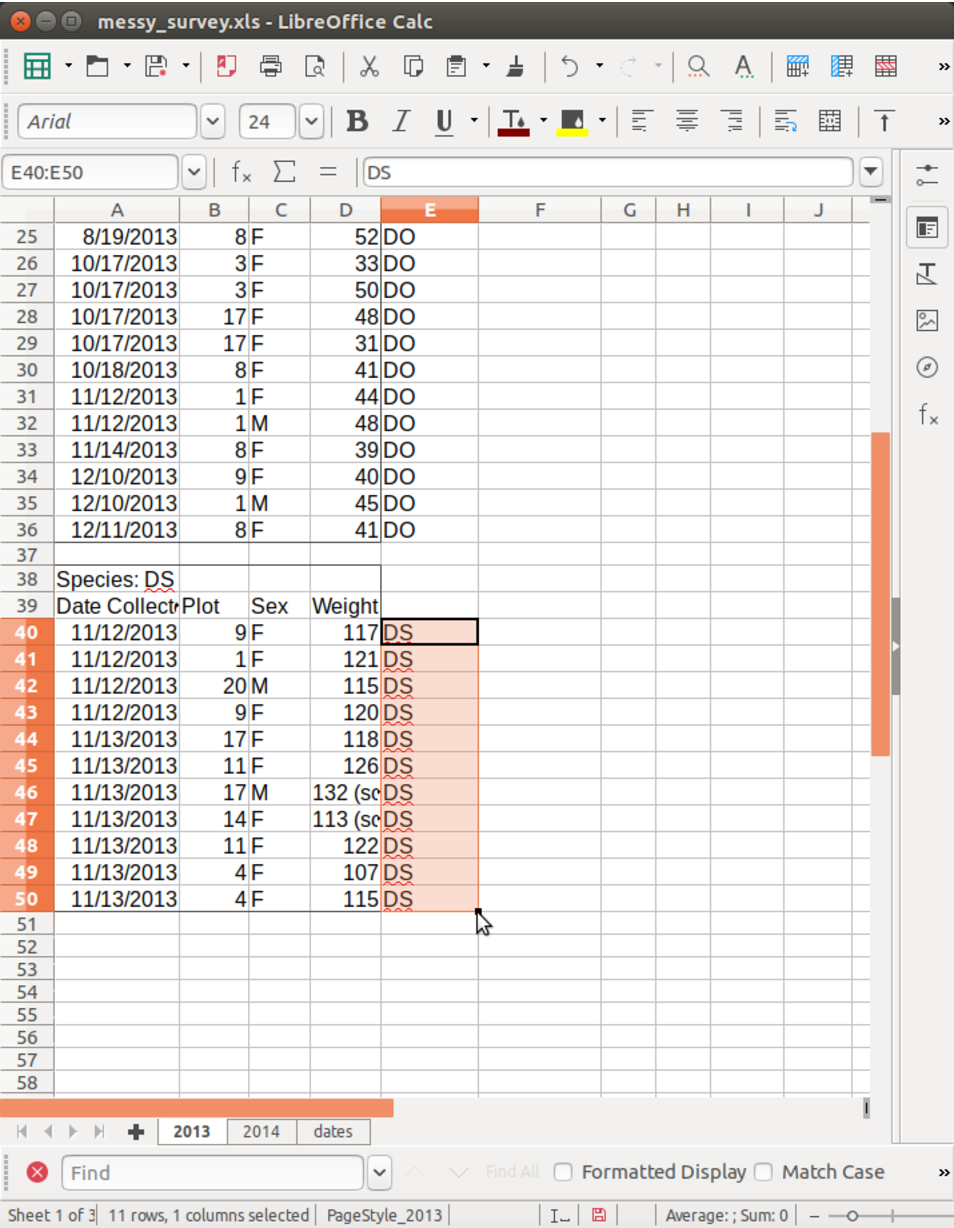 messy_survey.xls - LibreOffice Calc
Arial 24 B I U
E40:E50 fx Σ = DS
A B C D E F G H I J
25 8/19/2013 8 F 52 DO
26 10/17/2013 3 F 33 DO
27 10/17/2013 3 F 50 DO
28 10/17/2013 17 F 48 DO
29 10/17/2013 17 F 31 DO
30 10/18/2013 8 F 41 DO
31 11/12/2013 1 F 44 DO
32 11/12/2013 1 M 48 DO
33 11/14/2013 8 F 39 DO
34 12/10/2013 9 F 40 DO
35 12/10/2013 1 M 45 DO
36 12/11/2013 8 F 41 DO
37
38 Species: DS
39 Date Collect Plot Sex Weight
40 11/12/2013 9 F 117 DS
41 11/12/2013 1 F 121 DS
42 11/12/2013 20 M 115 DS
43 11/12/2013 9 F 120 DS
44 11/13/2013 17 F 118 DS
45 11/13/2013 11 F 126 DS
46 11/13/2013 17 M 132 (sc DS
47 11/13/2013 14 F 113 (sc DS
48 11/13/2013 11 F 122 DS
49 11/13/2013 4 F 107 DS
50 11/13/2013 4 F 115 DS
51
52
53
54
55
56
57
58
2013 2014 dates
Find Find All Formatted Display Match Case
Sheet 1 of 3 11 rows, 1 columns selected PageStyle_2013 Average: ; Sum: 0